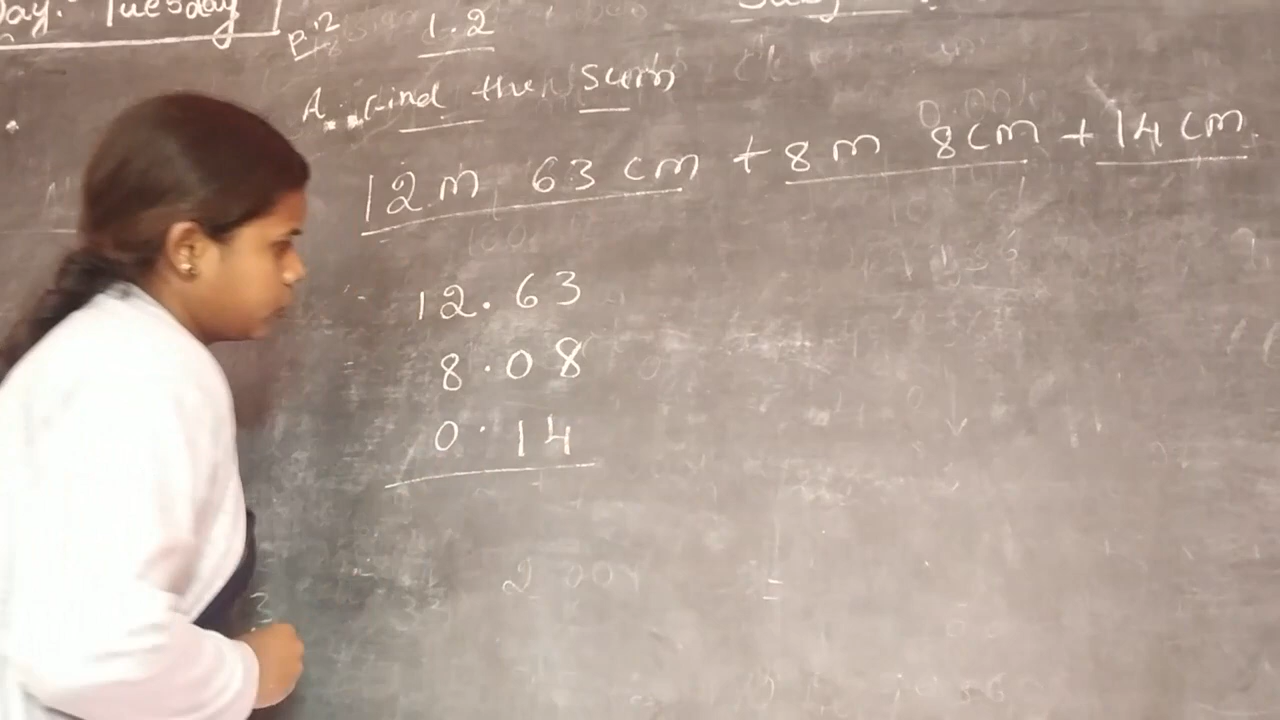 Day: Tuesday
P.12 1.2
A. Find the Sum
12 m 63 cm + 8 m 8 cm + 14 cm
12.63
8.08
0.14